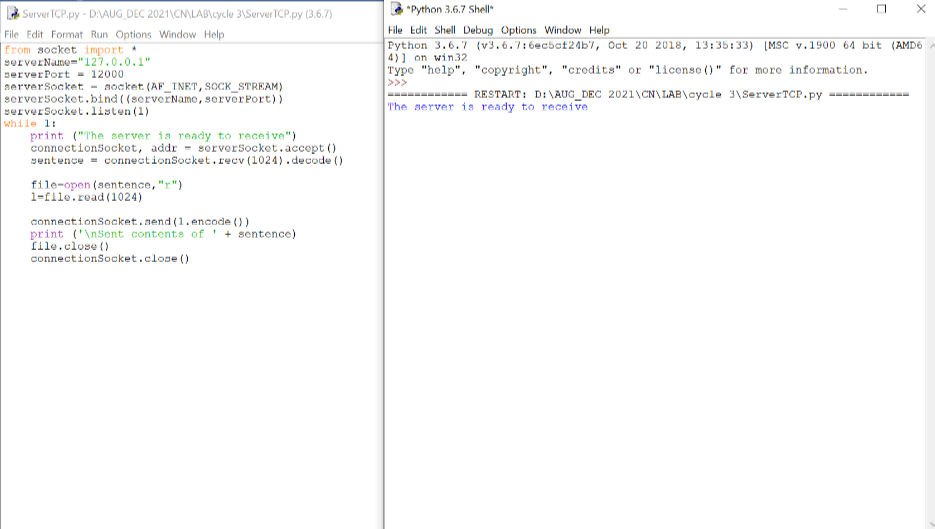 ServerTCP.py - D:\AUG_DEC 2021\CN\LAB\cycle 3\ServerTCP.py (3.6.7)
File Edit Format Run Options Window Help
from socket import *
serverName="127.0.0.1"
serverPort = 12000
serverSocket = socket(AF_INET,SOCK_STREAM)
serverSocket.bind((serverName,serverPort))
serverSocket.listen(1)
while 1:
    print ("The server is ready to receive")
    connectionSocket, addr = serverSocket.accept()
    sentence = connectionSocket.recv(1024).decode()
    file=open(sentence,"r")
    l=file.read(1024)
    connectionSocket.send(l.encode())
    print ('\nSent contents of ' + sentence)
    file.close()
    connectionSocket.close()
*Python 3.6.7 Shell*
File Edit Shell Debug Options Window Help
Python 3.6.7 (v3.6.7:6ec5cf24b7, Oct 20 2018, 13:35:33) [MSC v.1900 64 bit (AMD6
4)] on win32
Type "help", "copyright", "credits" or "license()" for more information.
>>>
============ RESTART: D:\AUG_DEC 2021\CN\LAB\cycle 3\ServerTCP.py ============
The server is ready to receive